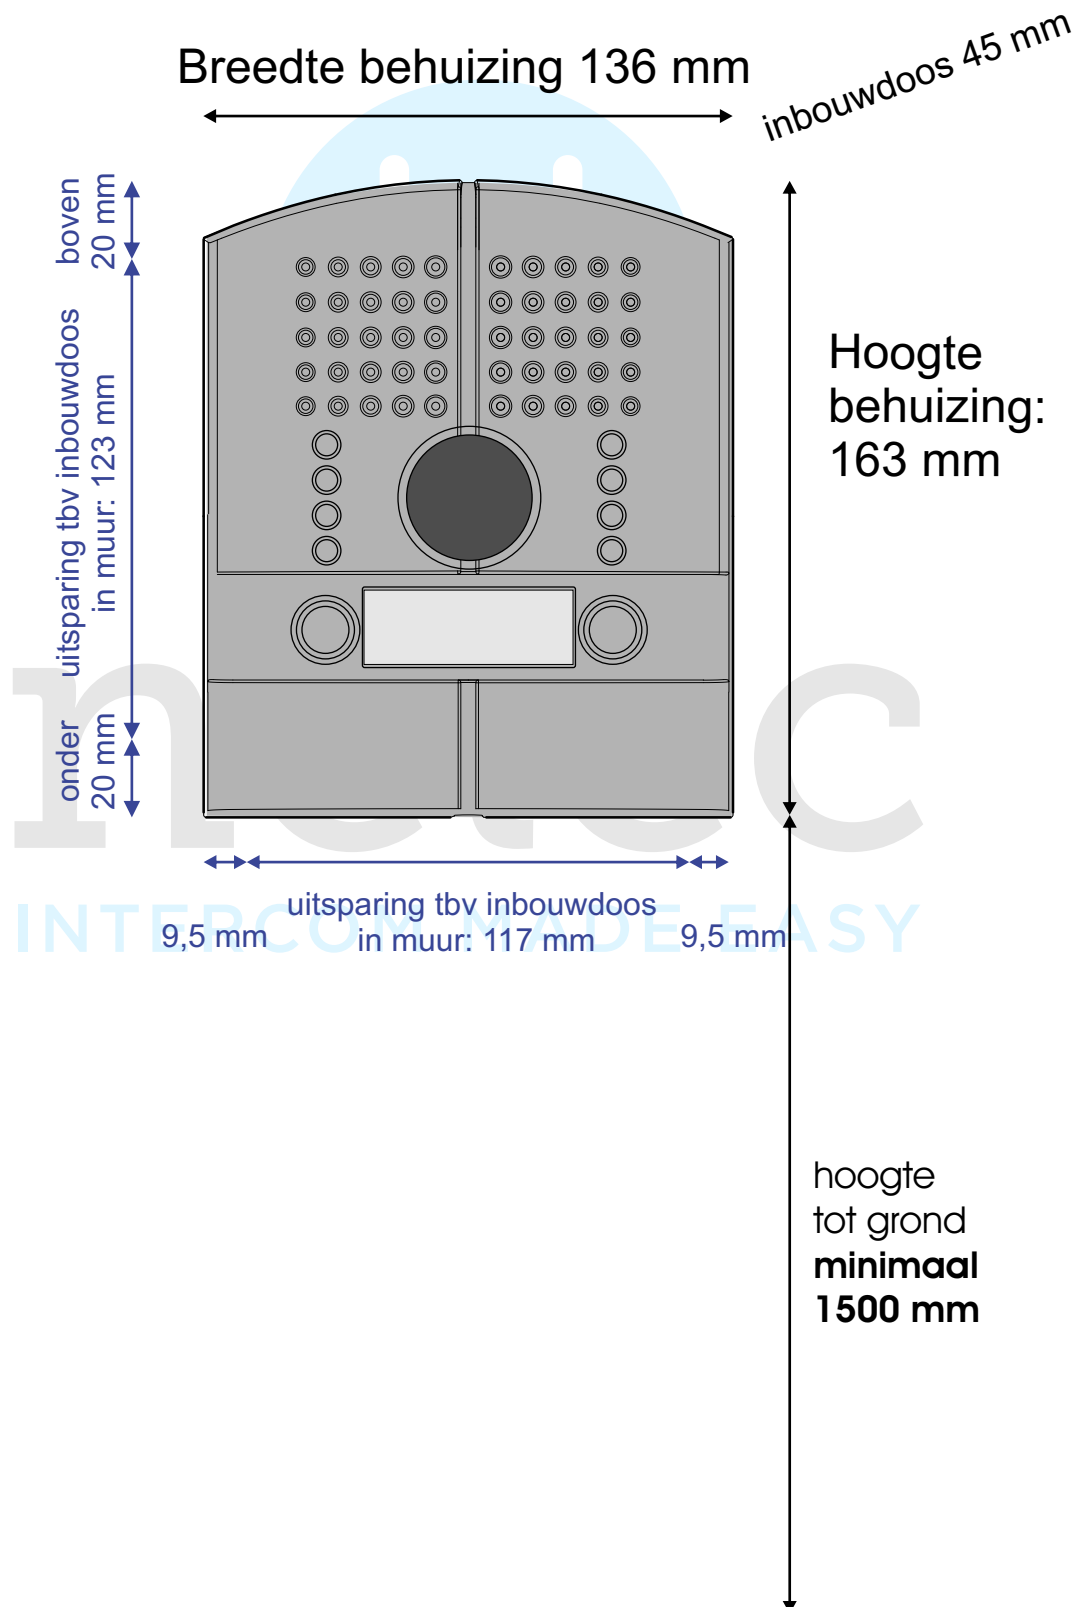 Breedte behuizing 136 mm
inbouwdoos 45 mm
boven
20 mm
uitsparing tbv inbouwdoos
in muur: 123 mm
onder
20 mm
Hoogte
behuizing:
163 mm
uitsparing tbv inbouwdoos
in muur: 117 mm
9,5 mm
9,5 mm
INTERCOM MADE EASY
hoogte
tot grond
minimaal
1500 mm